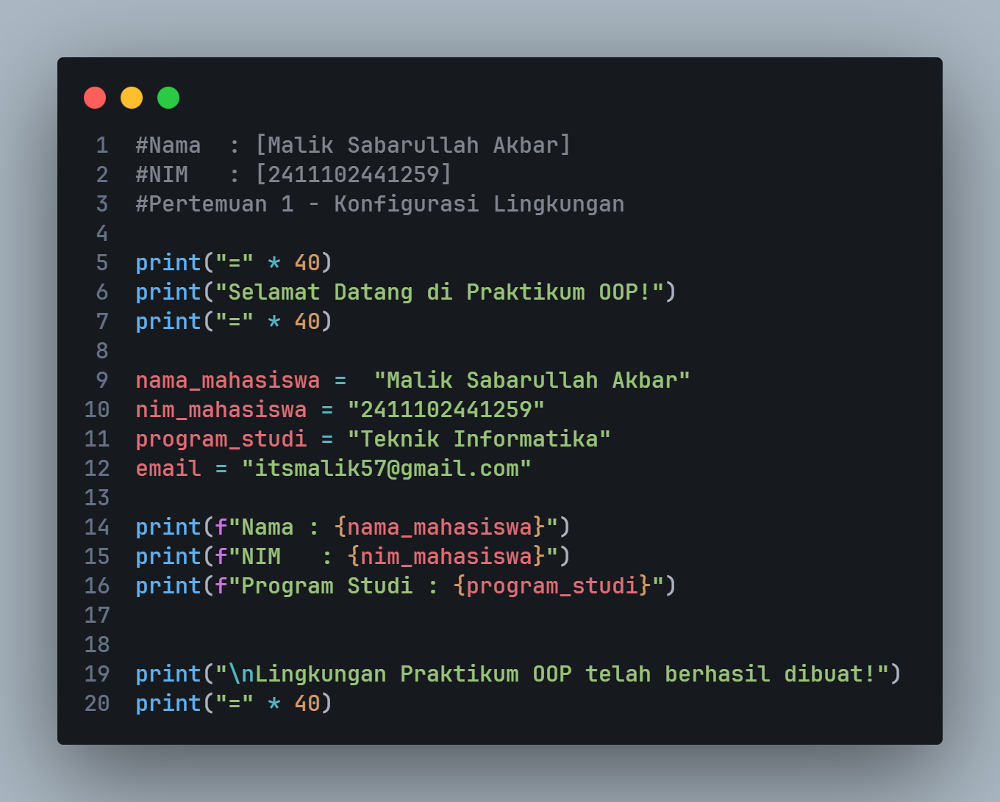 1 #Nama  : [Malik Sabarullah Akbar]
2 #NIM   : [2411102441259]
3 #Pertemuan 1 - Konfigurasi Lingkungan
4
5 print("=" * 40)
6 print("Selamat Datang di Praktikum OOP!")
7 print("=" * 40)
8
9 nama_mahasiswa =  "Malik Sabarullah Akbar"
10 nim_mahasiswa = "2411102441259"
11 program_studi = "Teknik Informatika"
12 email = "itsmalik57@gmail.com"
13
14 print(f"Nama : {nama_mahasiswa}")
15 print(f"NIM   : {nim_mahasiswa}")
16 print(f"Program Studi : {program_studi}")
17
18
19 print("\nLingkungan Praktikum OOP telah berhasil dibuat!")
20 print("=" * 40)